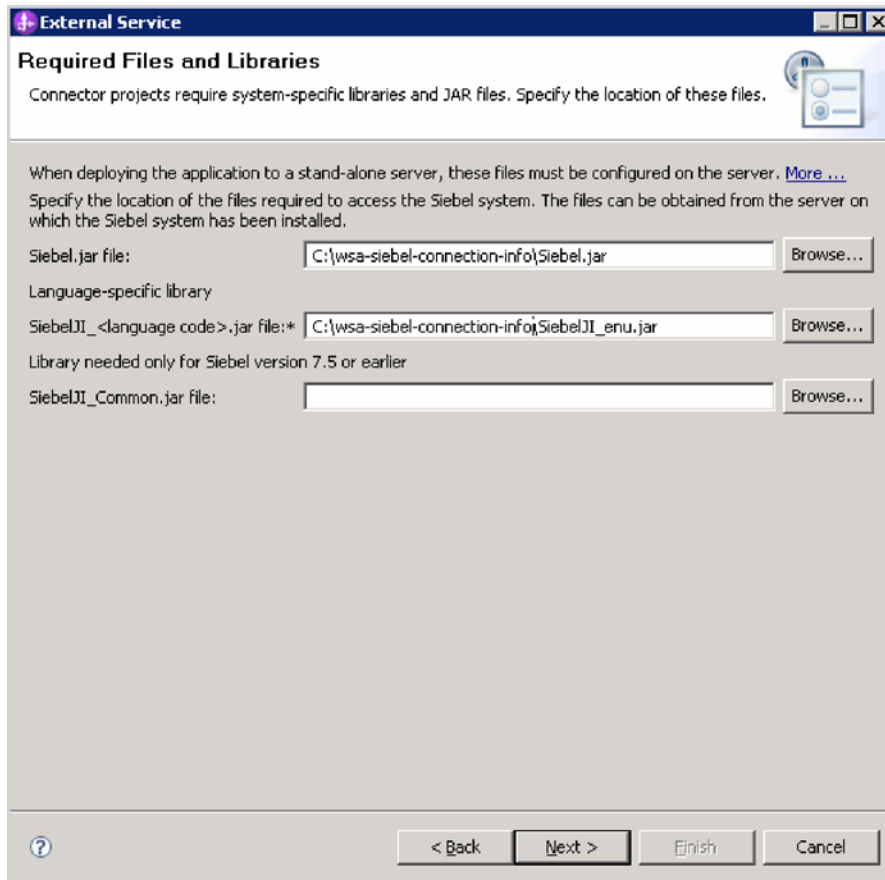 External Service
Required Files and Libraries
Connector projects require system-specific libraries and JAR files. Specify the location of these files.
When deploying the application to a stand-alone server, these files must be configured on the server. More ...
Specify the location of the files required to access the Siebel system. The files can be obtained from the server on
which the Siebel system has been installed.
Siebel.jar file: C:\wsa-siebel-connection-info\Siebel.jar Browse...
Language-specific library
SiebelJI_<language code>.jar file:* C:\wsa-siebel-connection-info\SiebelJI_enu.jar Browse...
Library needed only for Siebel version 7.5 or earlier
SiebelJI_Common.jar file: Browse...
? < Back Next > Finish Cancel